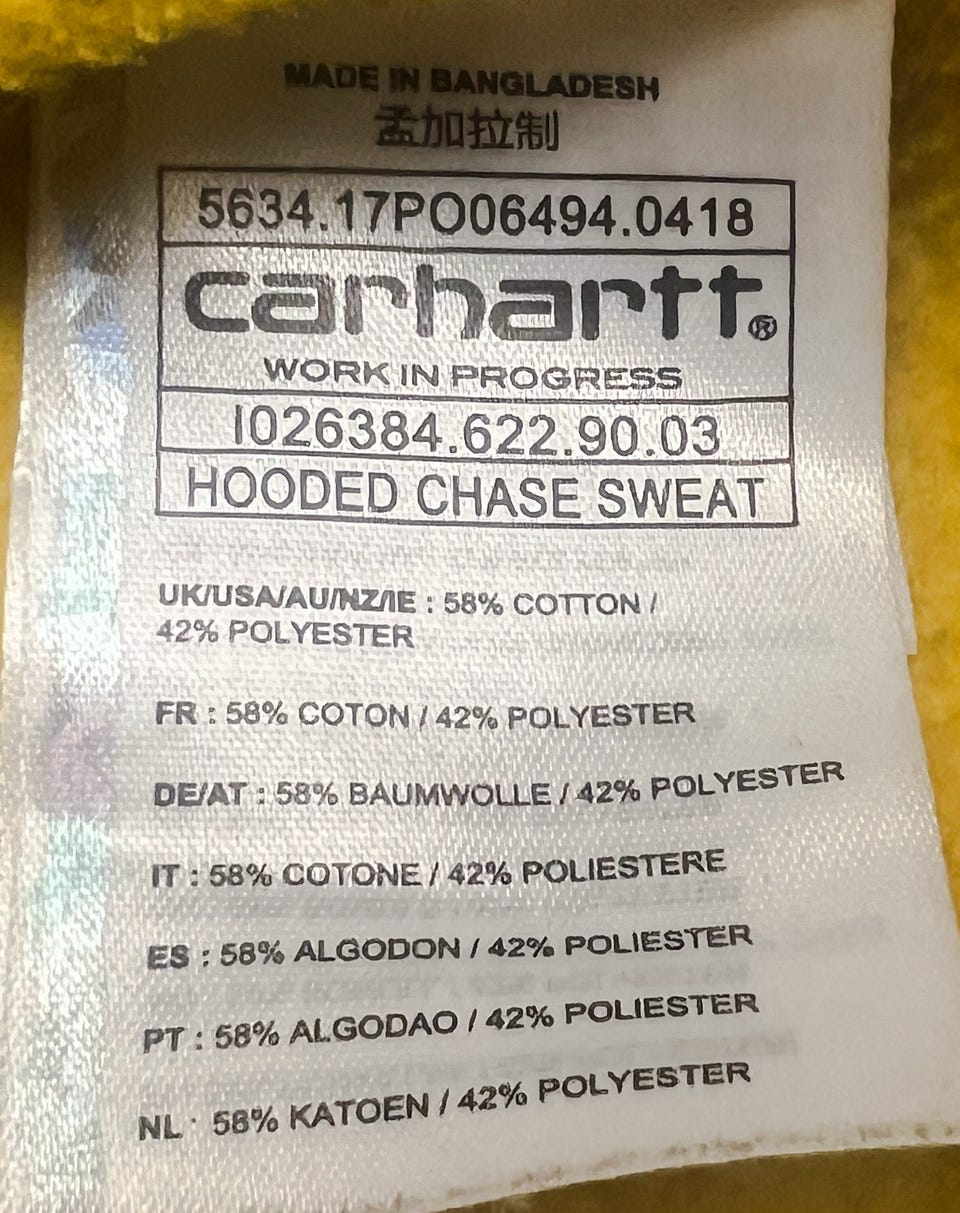 MADE IN BANGLADESH
孟加拉制
5634.17PO06494.0418
carhartt®
WORK IN PROGRESS
I026384.622.90.03
HOODED CHASE SWEAT
UK/USA/AU/NZ/IE : 58% COTTON /
42% POLYESTER
FR : 58% COTON / 42% POLYESTER
DE/AT : 58% BAUMWOLLE / 42% POLYESTER
IT : 58% COTONE / 42% POLIESTERE
ES : 58% ALGODON / 42% POLIESTER
PT : 58% ALGODAO / 42% POLIESTER
NL : 58% KATOEN / 42% POLYESTER